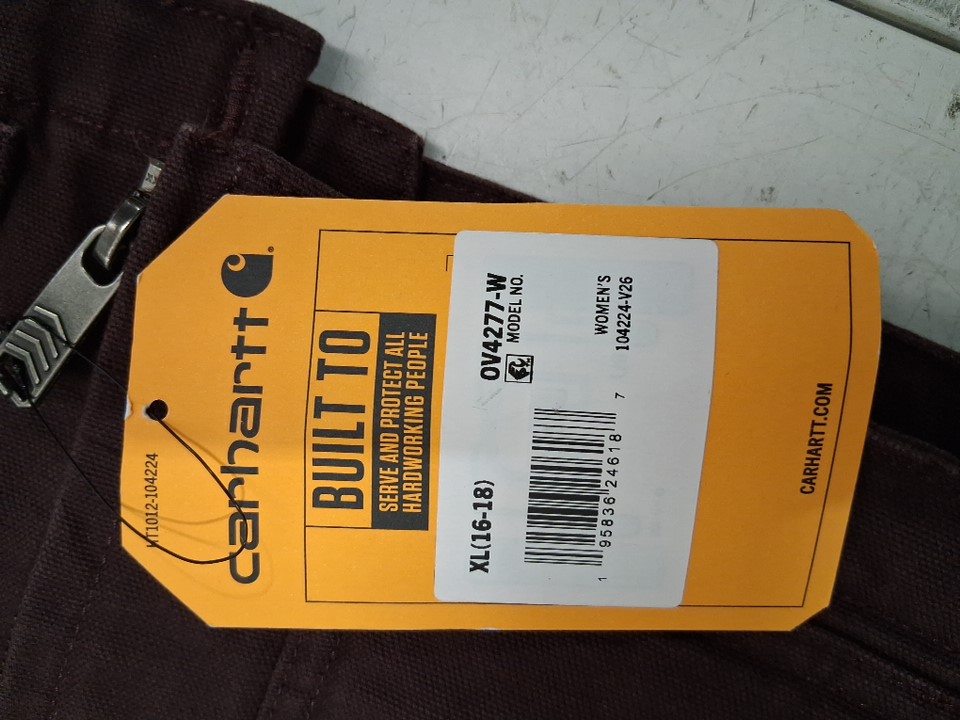 HT1012-104224
carhartt
BUILT TO
SERVE AND PROTECT ALL
HARDWORKING PEOPLE
XL(16-18)
OV4277-W
MODEL NO.
WOMEN'S
104224-V26
1 95836 24618 7
CARHARTT.COM